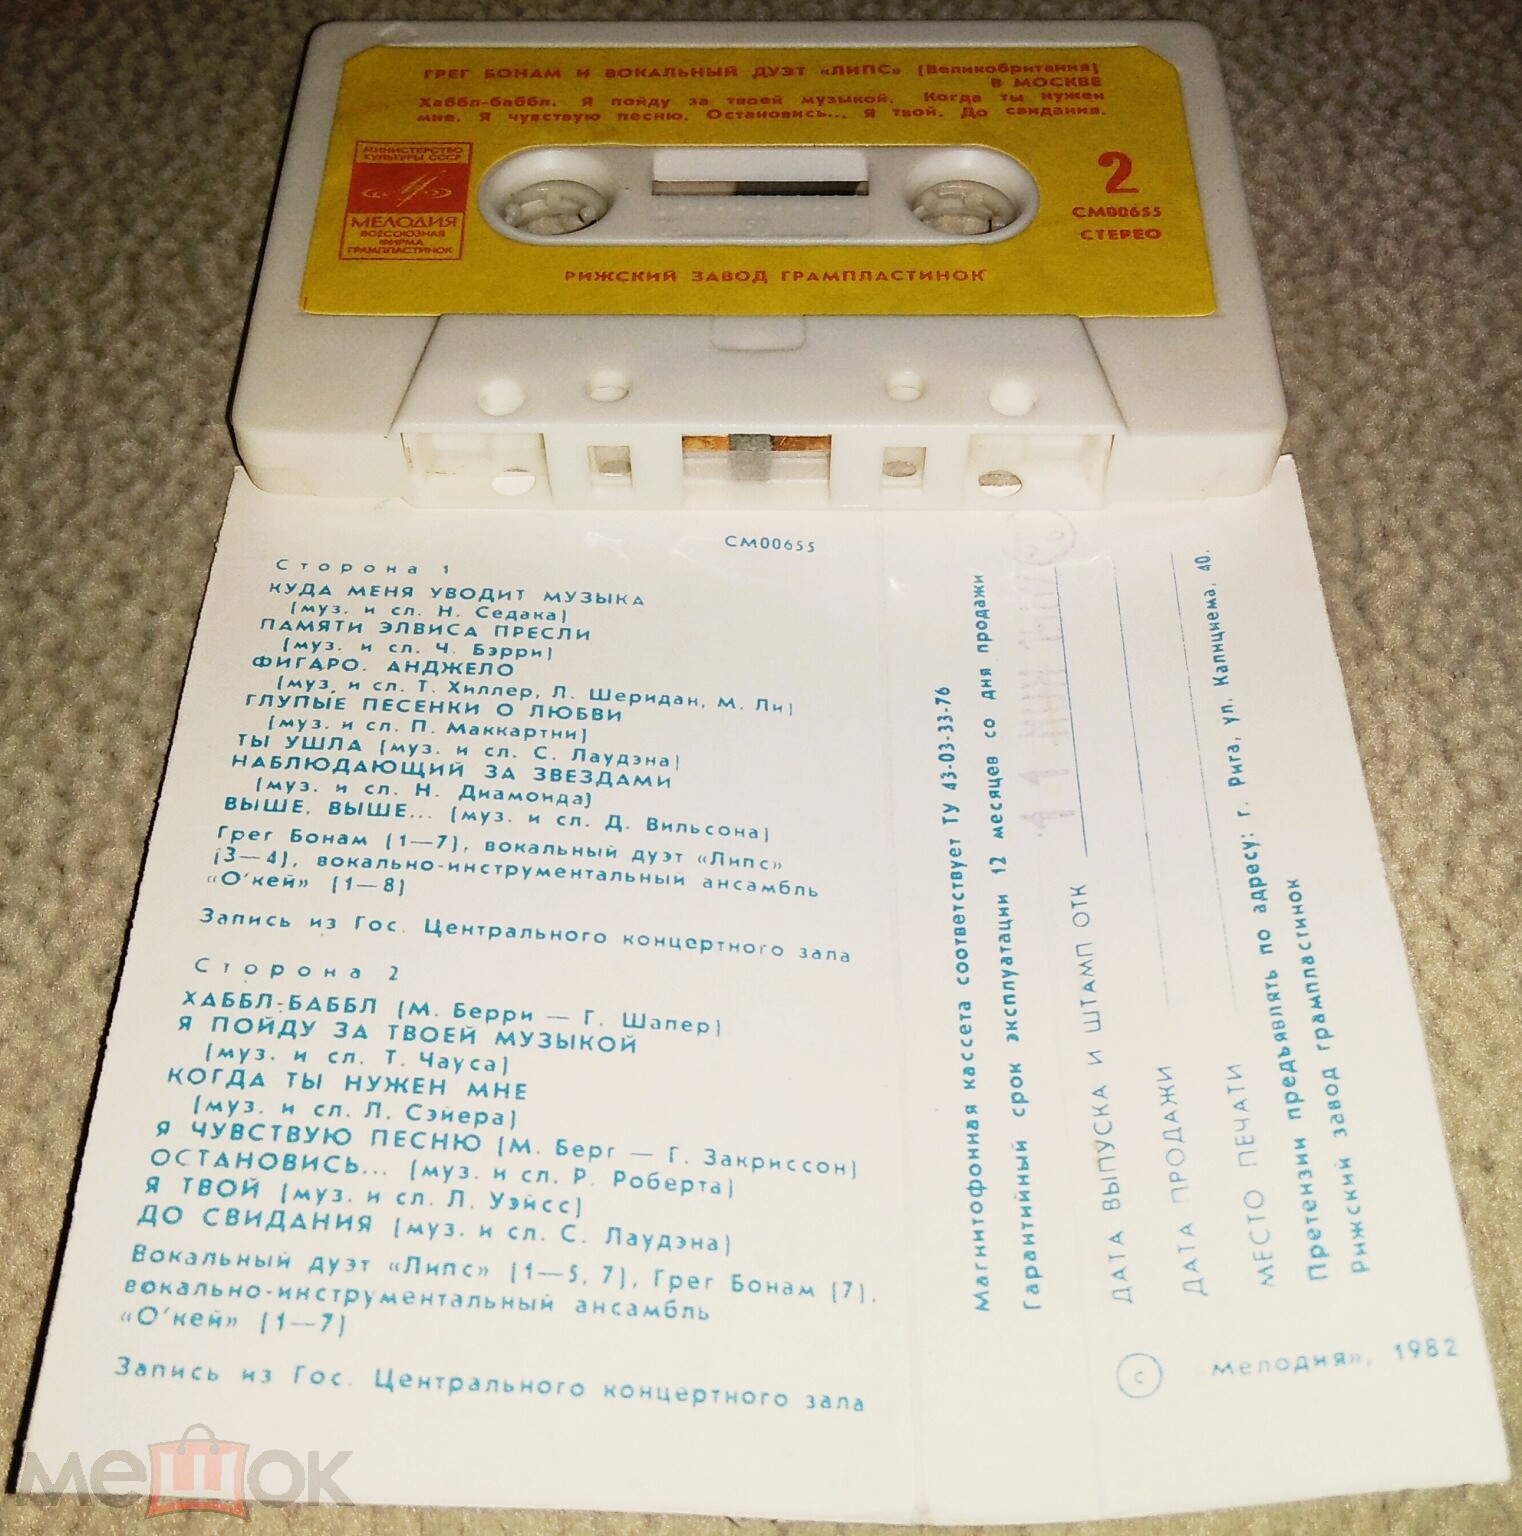 ГРЕГ БОНАМ И ВОКАЛЬНЫЙ ДУЭТ «ЛИПС» (Великобритания)
В МОСКВЕ
Хаббл-баббл. Я пойду за твоей музыкой. Когда ты нужен
мне. Я чувствую песню. Остановись... Я твой. До свидания.
МИНИСТЕРСТВО
КУЛЬТУРЫ СССР
МЕЛОДИЯ
ВСЕСОЮЗНАЯ
ФИРМА
ГРАМПЛАСТИНОК
2
СМ00655
СТЕРЕО
РИЖСКИЙ ЗАВОД ГРАМПЛАСТИНОК
СМ00655
Сторона 1
КУДА МЕНЯ УВОДИТ МУЗЫКА
(муз. и сл. Н. Седака)
ПАМЯТИ ЭЛВИСА ПРЕСЛИ
(муз. и сл. Ч. Бэрри)
ФИГАРО. АНДЖЕЛО
(муз. и сл. Т. Хиллер, Л. Шеридан, М. Ли)
ГЛУПЫЕ ПЕСЕНКИ О ЛЮБВИ
(муз. и сл. П. Маккартни)
ТЫ УШЛА (муз. и сл. С. Лаудэна)
НАБЛЮДАЮЩИЙ ЗА ЗВЕЗДАМИ
(муз. и сл. Н. Диамонда)
ВЫШЕ, ВЫШЕ... (муз. и сл. Д. Вильсона)
Грег Бонам (1—7), вокальный дуэт «Липс»
(3—4), вокально-инструментальный ансамбль
«О'кей» (1—8)
Запись из Гос. Центрального концертного зала
Сторона 2
ХАББЛ-БАББЛ (М. Берри — Г. Шапер)
Я ПОЙДУ ЗА ТВОЕЙ МУЗЫКОЙ
(муз. и сл. Т. Чауса)
КОГДА ТЫ НУЖЕН МНЕ
(муз. и сл. Л. Сэйера)
Я ЧУВСТВУЮ ПЕСНЮ (М. Берг — Г. Закриссон)
ОСТАНОВИСЬ... (муз. и сл. Р. Роберта)
Я ТВОЙ (муз. и сл. Л. Уэйсс)
ДО СВИДАНИЯ (муз. и сл. С. Лаудэна)
Вокальный дуэт «Липс» (1—5, 7), Грег Бонам (7),
вокально-инструментальный ансамбль
«О'кей» (1—7)
Запись из Гос. Центрального концертного зала
Магнитофонная кассета соответствует ТУ 43-03-33-76
Гарантийный срок эксплуатации 12 месяцев со дня продажи
ДАТА ВЫПУСКА И ШТАМП ОТК
ДАТА ПРОДАЖИ
МЕСТО ПЕЧАТИ
Претензии предъявлять по адресу: г. Рига, ул. Капнциема, 40.
Рижский завод грампластинок
© «Мелодия», 1982
мешок